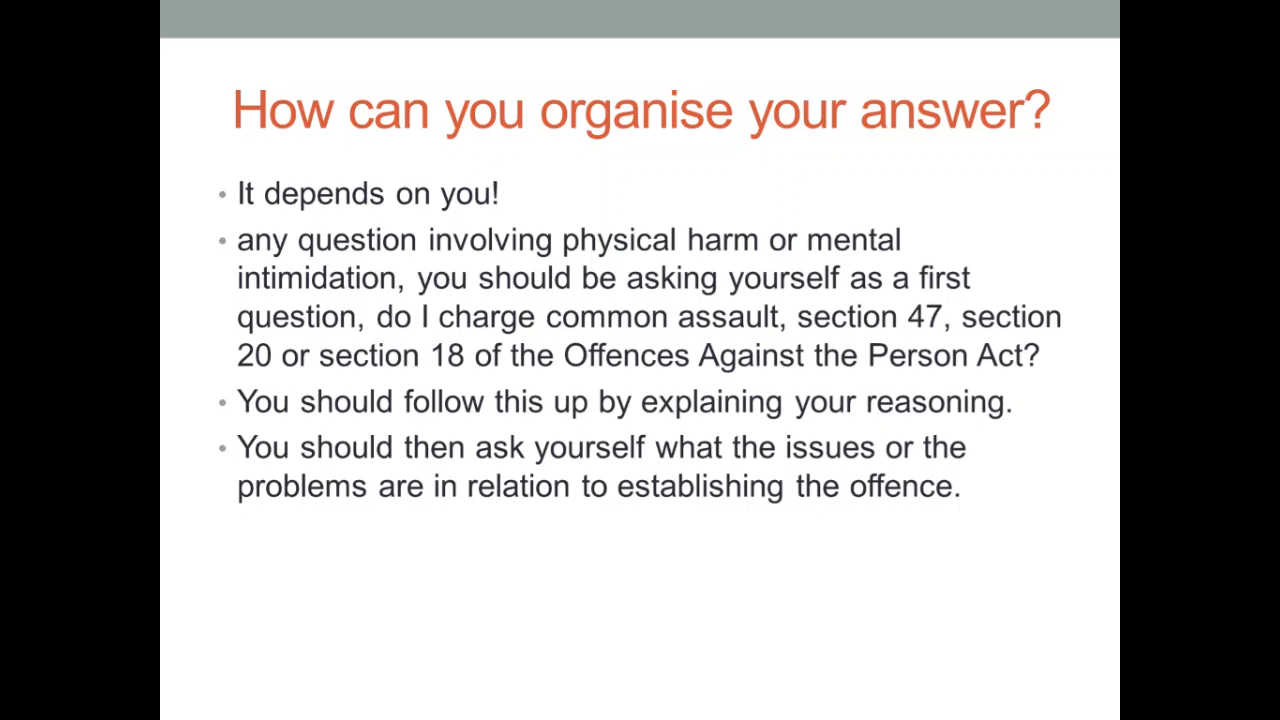 How can you organise your answer?
• It depends on you!
• any question involving physical harm or mental
intimidation, you should be asking yourself as a first
question, do I charge common assault, section 47, section
20 or section 18 of the Offences Against the Person Act?
• You should follow this up by explaining your reasoning.
• You should then ask yourself what the issues or the
problems are in relation to establishing the offence.